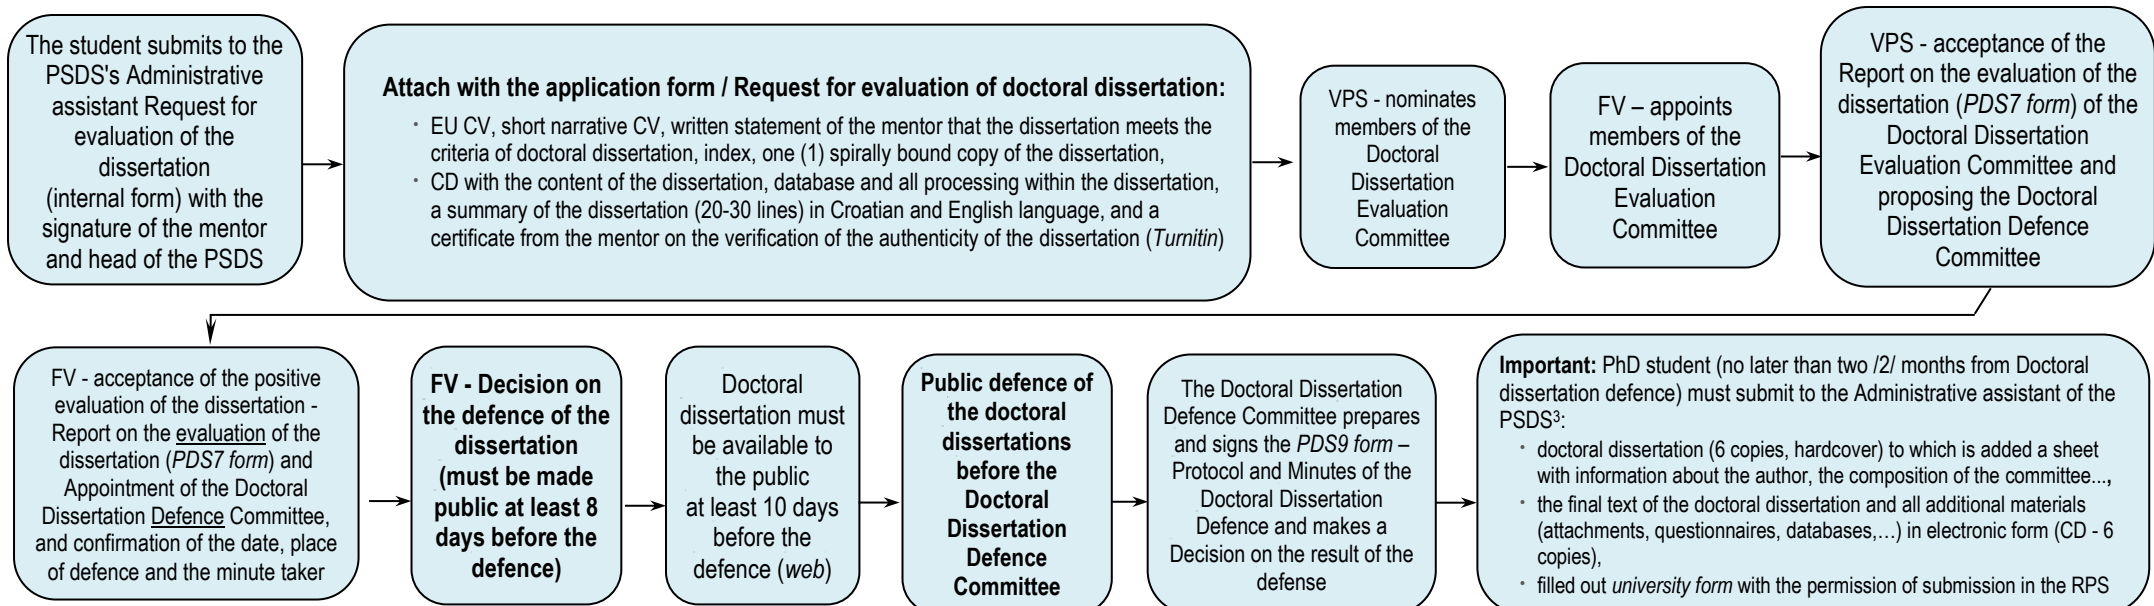 The student submits to the
PSDS's Administrative
assistant Request for
evaluation of the
dissertation
(internal form) with the
signature of the mentor
and head of the PSDS
Attach with the application form / Request for evaluation of doctoral dissertation:
· EU CV, short narrative CV, written statement of the mentor that the dissertation meets the
criteria of doctoral dissertation, index, one (1) spirally bound copy of the dissertation,
· CD with the content of the dissertation, database and all processing within the dissertation,
a summary of the dissertation (20-30 lines) in Croatian and English language, and a
certificate from the mentor on the verification of the authenticity of the dissertation (Turnitin)
VPS - nominates
members of the
Doctoral
Dissertation
Evaluation
Committee
FV – appoints
members of the
Doctoral Dissertation
Evaluation
Committee
VPS - acceptance of the
Report on the evaluation of the
dissertation (PDS7 form) of the
Doctoral Dissertation
Evaluation Committee and
proposing the Doctoral
Dissertation Defence
Committee
FV - acceptance of the positive
evaluation of the dissertation -
Report on the evaluation of the
dissertation (PDS7 form) and
Appointment of the Doctoral
Dissertation Defence Committee,
and confirmation of the date, place
of defence and the minute taker
FV - Decision on
the defence of the
dissertation
(must be made
public at least 8
days before the
defence)
Doctoral
dissertation must
be available to
the public
at least 10 days
before the
defence (web)
Public defence of
the doctoral
dissertations
before the
Doctoral
Dissertation
Defence
Committee
The Doctoral Dissertation
Defence Committee prepares
and signs the PDS9 form –
Protocol and Minutes of the
Doctoral Dissertation
Defence and makes a
Decision on the result of the
defense
Important: PhD student (no later than two /2/ months from Doctoral
dissertation defence) must submit to the Administrative assistant of the
PSDS³:
· doctoral dissertation (6 copies, hardcover) to which is added a sheet
with information about the author, the composition of the committee...,
· the final text of the doctoral dissertation and all additional materials
(attachments, questionnaires, databases,…) in electronic form (CD - 6
copies),
· filled out university form with the permission of submission in the RPS